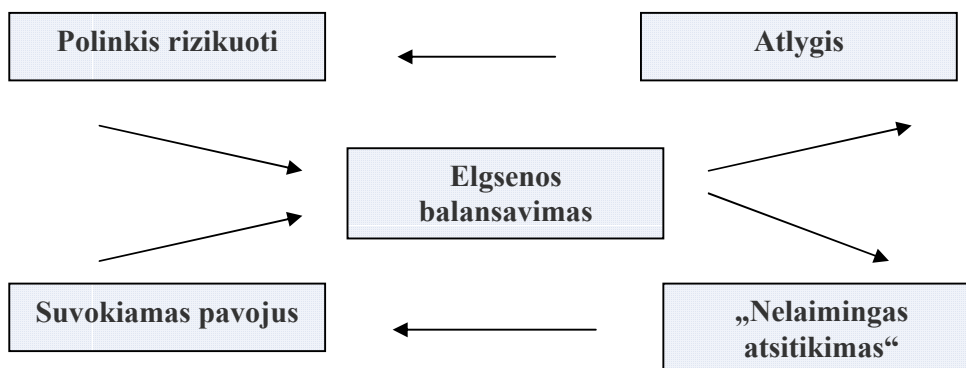 Polinkis rizikuoti
Atlygis
Elgsenos
balansavimas
Suvokiamas pavojus
„Nelaimingas
atsitikimas“